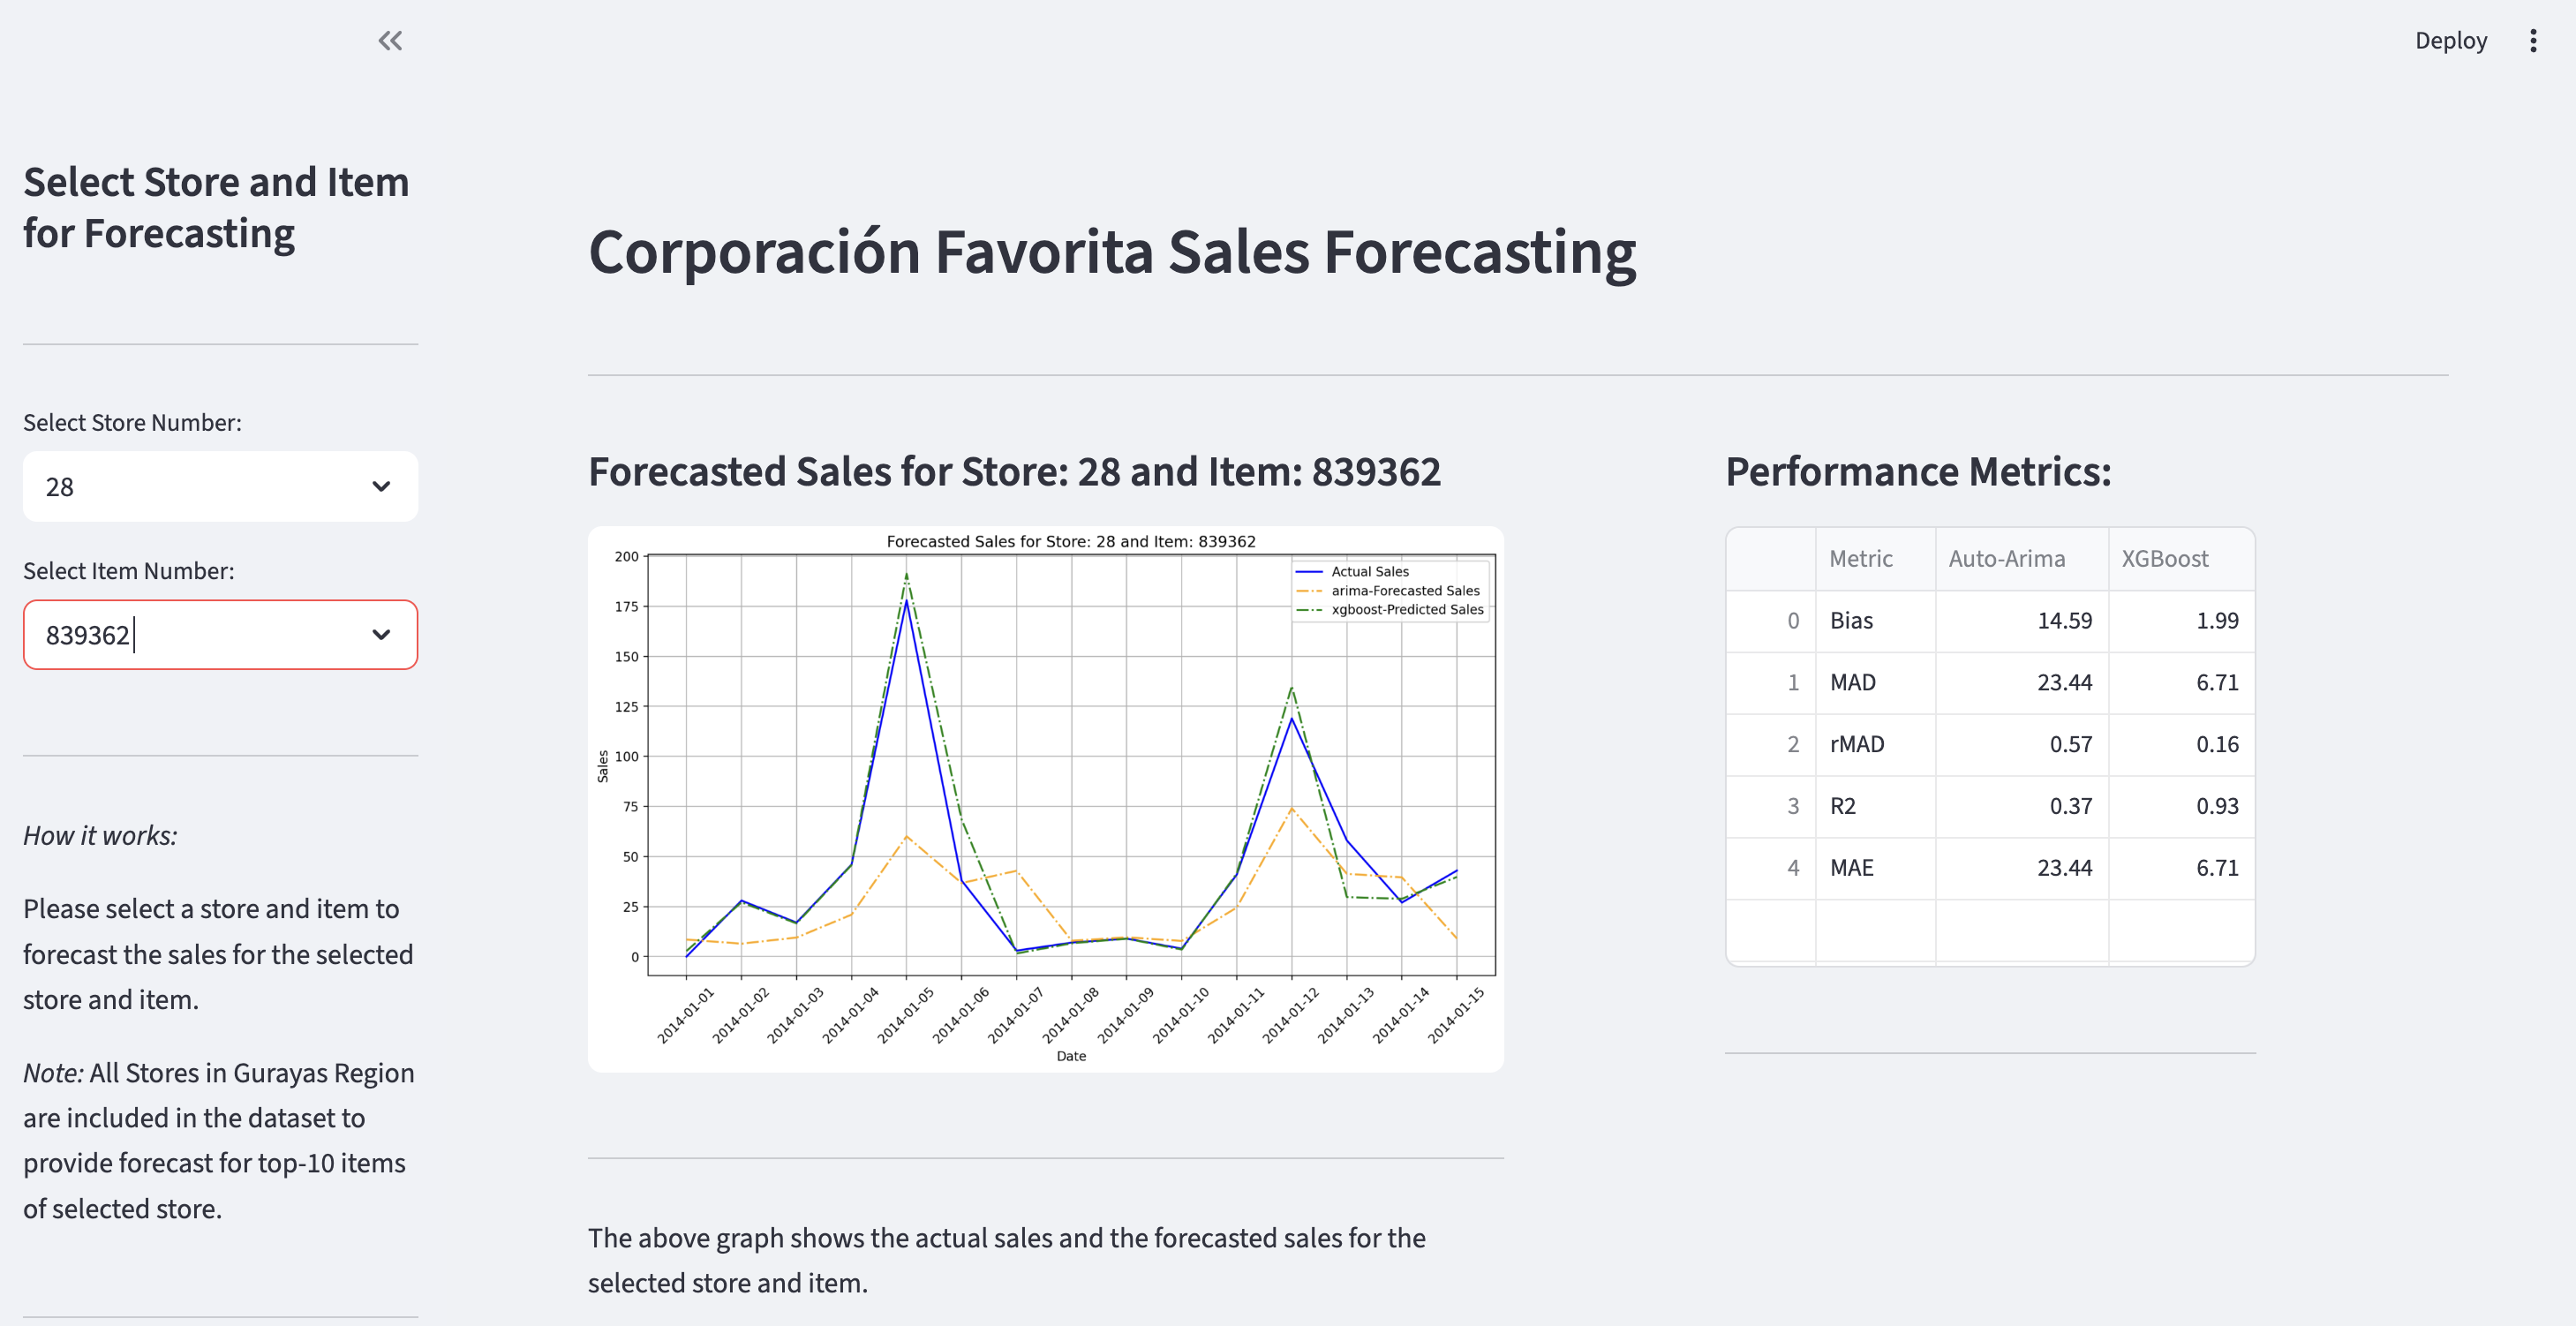 Deploy
Select Store and Item
for Forecasting
Select Store Number:
28
Select Item Number:
839362
How it works:
Please select a store and item to
forecast the sales for the selected
store and item.
Note: All Stores in Gurayas Region
are included in the dataset to
provide forecast for top-10 items
of selected store.
Corporación Favorita Sales Forecasting
Forecasted Sales for Store: 28 and Item: 839362
Forecasted Sales for Store: 28 and Item: 839362
Actual Sales
arima-Forecasted Sales
xgboost-Predicted Sales
200
175
150
125
100
75
50
25
0
Sales
2014-01-01
2014-01-02
2014-01-03
2014-01-04
2014-01-05
2014-01-06
2014-01-07
2014-01-08
2014-01-09
2014-01-10
2014-01-11
2014-01-12
2014-01-13
2014-01-14
2014-01-15
Date
The above graph shows the actual sales and the forecasted sales for the
selected store and item.
Performance Metrics:
Metric Auto-Arima XGBoost
0 Bias 14.59 1.99
1 MAD 23.44 6.71
2 rMAD 0.57 0.16
3 R2 0.37 0.93
4 MAE 23.44 6.71